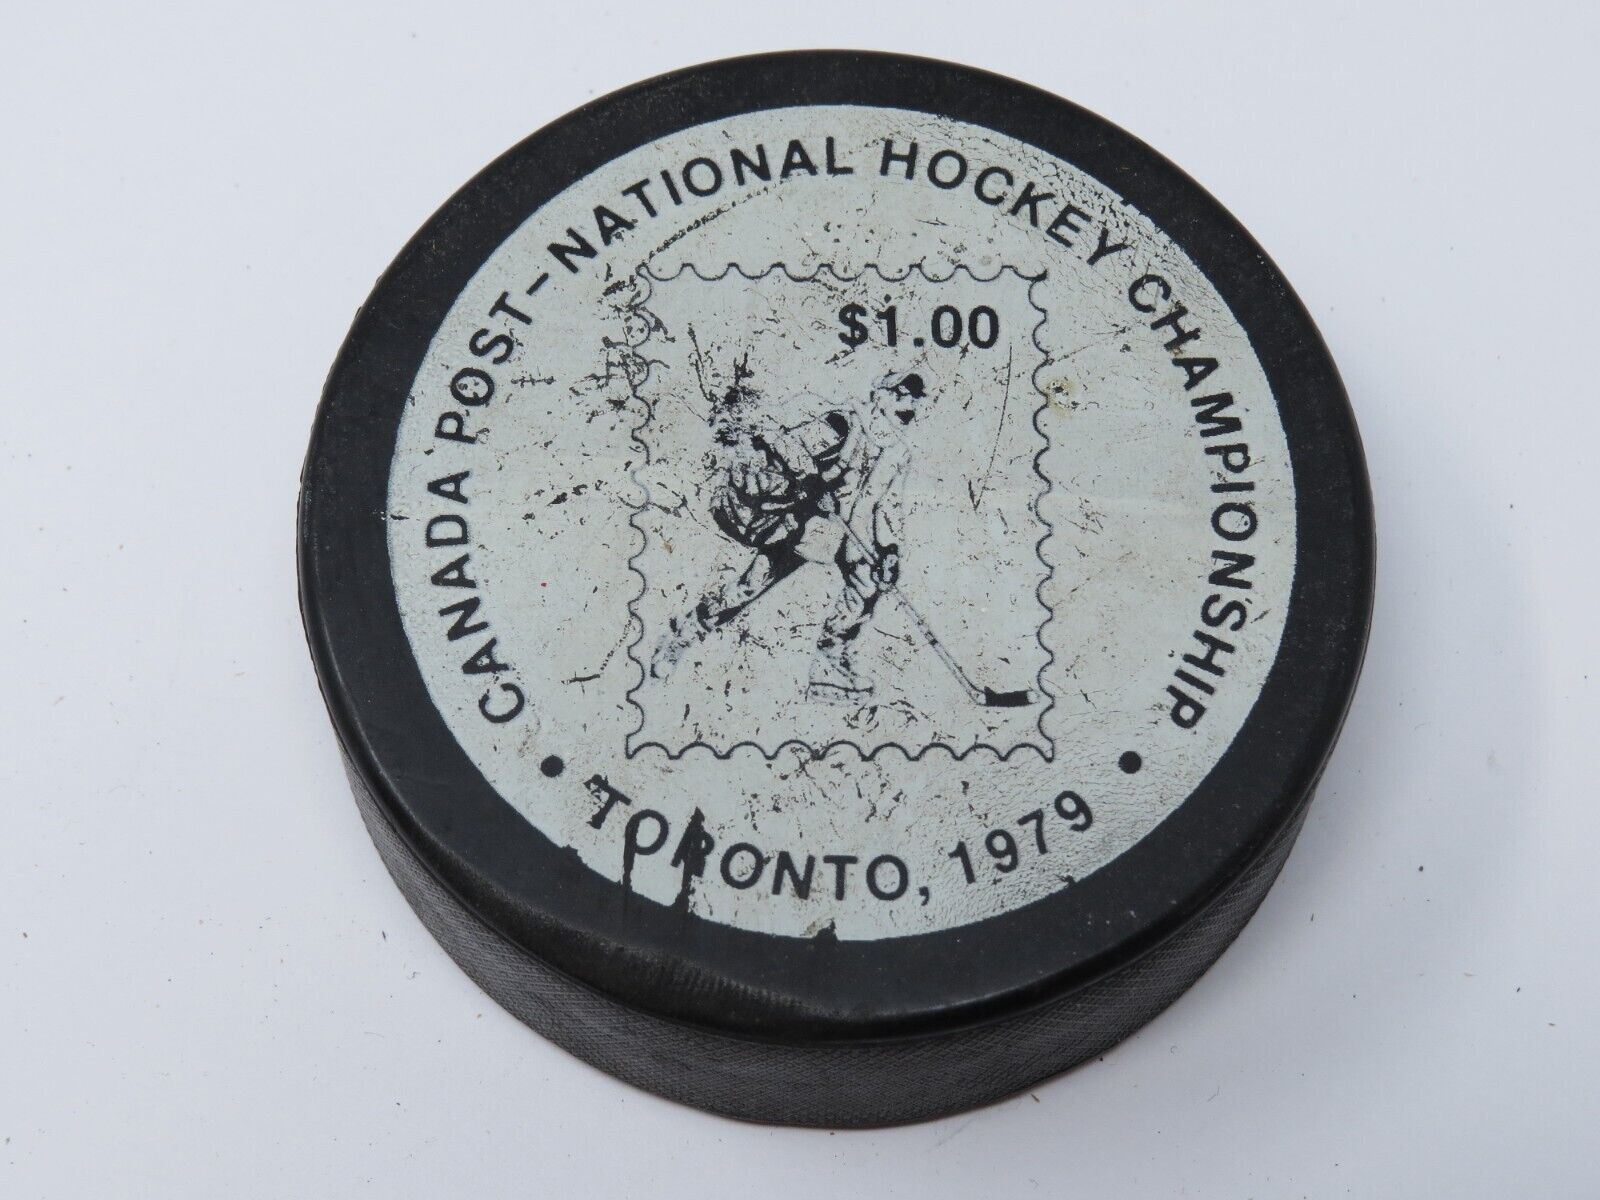 CANADA POST-NATIONAL HOCKEY CHAMPIONSHIP
$1.00
• TORONTO, 1979 •